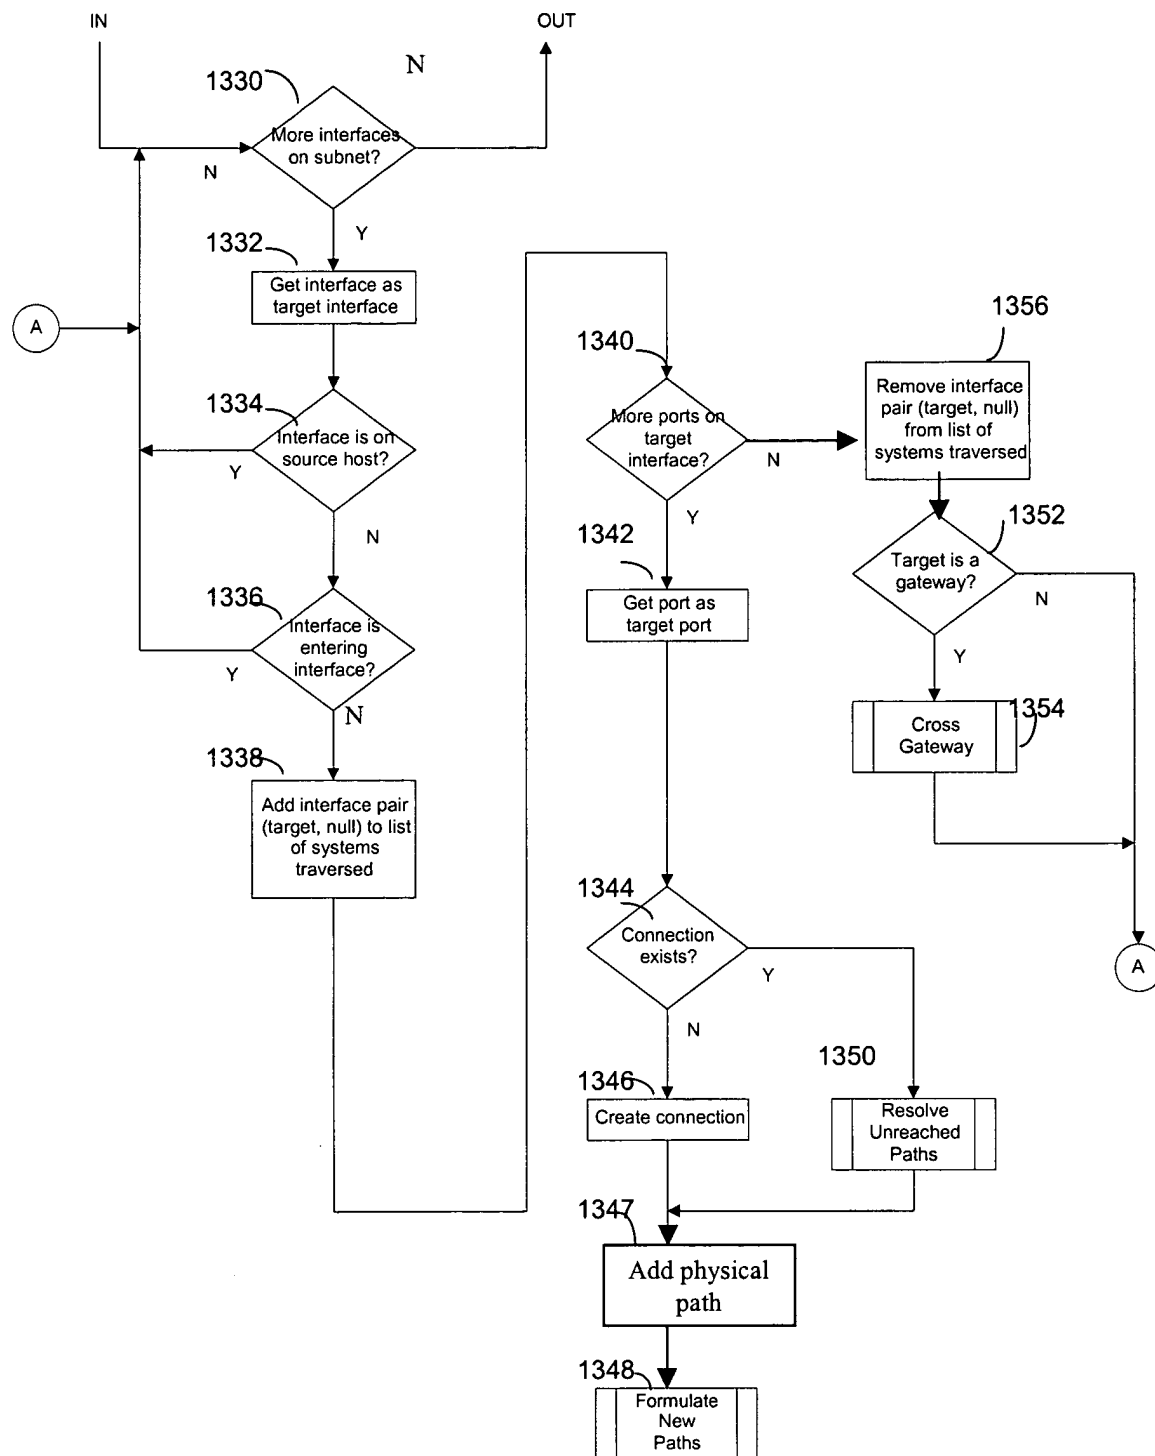 IN
OUT
N
1330
More interfaces
on subnet?
N
Y
1332
Get interface as
target interface
A
1334
Interface is on
source host?
Y
N
1336
Interface is
entering
interface?
Y
N
1338
Add interface pair
(target, null) to list
of systems
traversed
1340
More ports on
target
interface?
N
Y
1342
Get port as
target port
1344
Connection
exists?
Y
N
1346
Create connection
1350
Resolve
Unreached
Paths
1347
Add physical
path
1348
Formulate
New
Paths
1356
Remove interface
pair (target, null)
from list of
systems traversed
1352
Target is a
gateway?
N
Y
1354
Cross
Gateway
A